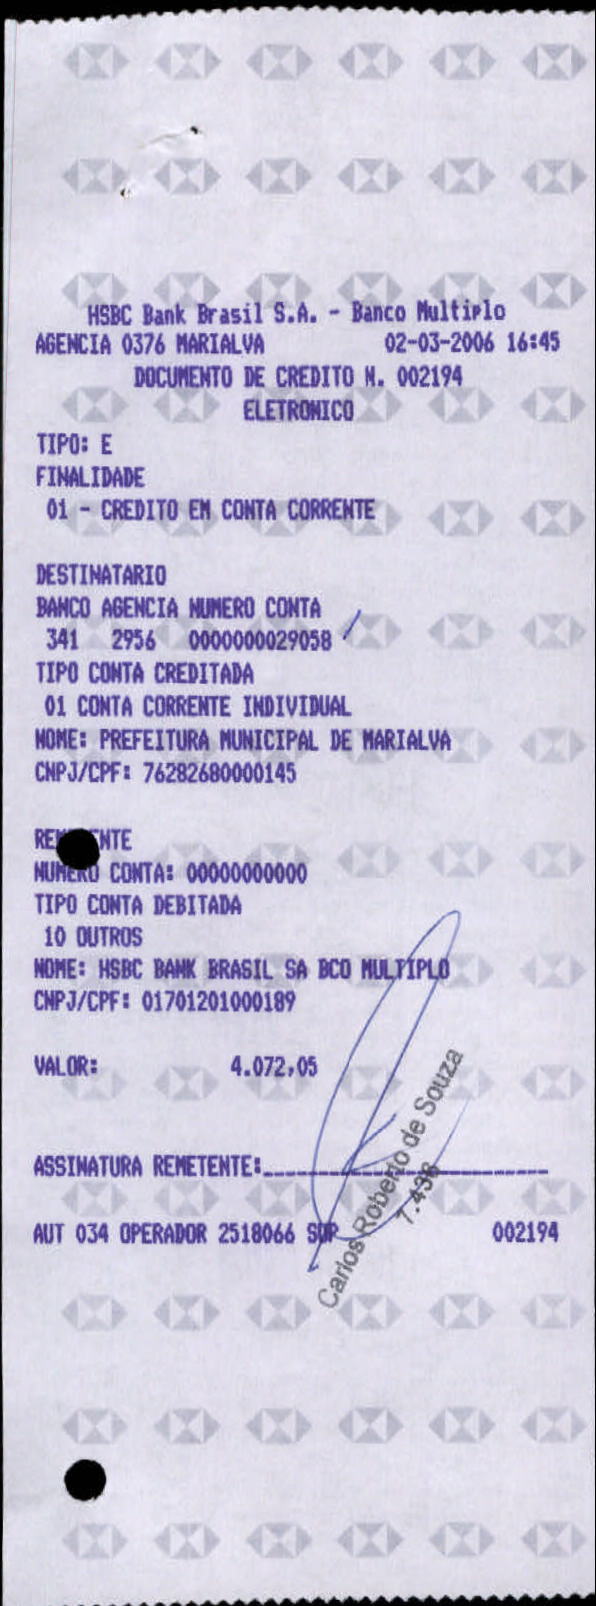 HSBC Bank Brasil S.A. - Banco Multiplo
AGENCIA 0376 MARIALVA 02-03-2006 16:45
DOCUMENTO DE CREDITO N. 002194
ELETRONICO
TIPO: E
FINALIDADE
01 - CREDITO EM CONTA CORRENTE
DESTINATARIO
BANCO AGENCIA NUMERO CONTA
341 2956 0000000029058
TIPO CONTA CREDITADA
01 CONTA CORRENTE INDIVIDUAL
NOME: PREFEITURA MUNICIPAL DE MARIALVA
CNPJ/CPF: 76282680000145
NUMERO CONTA: 00000000000
TIPO CONTA DEBITADA
10 OUTROS
NOME: HSBC BANK BRASIL SA BCO MULTIPLO
CNPJ/CPF: 01701201000189
VALOR: 4.072,05
ASSINATURA REMETENTE:
AUT 034 OPERADOR 2518066 002194
Carlos Roberto de Souza
7.436